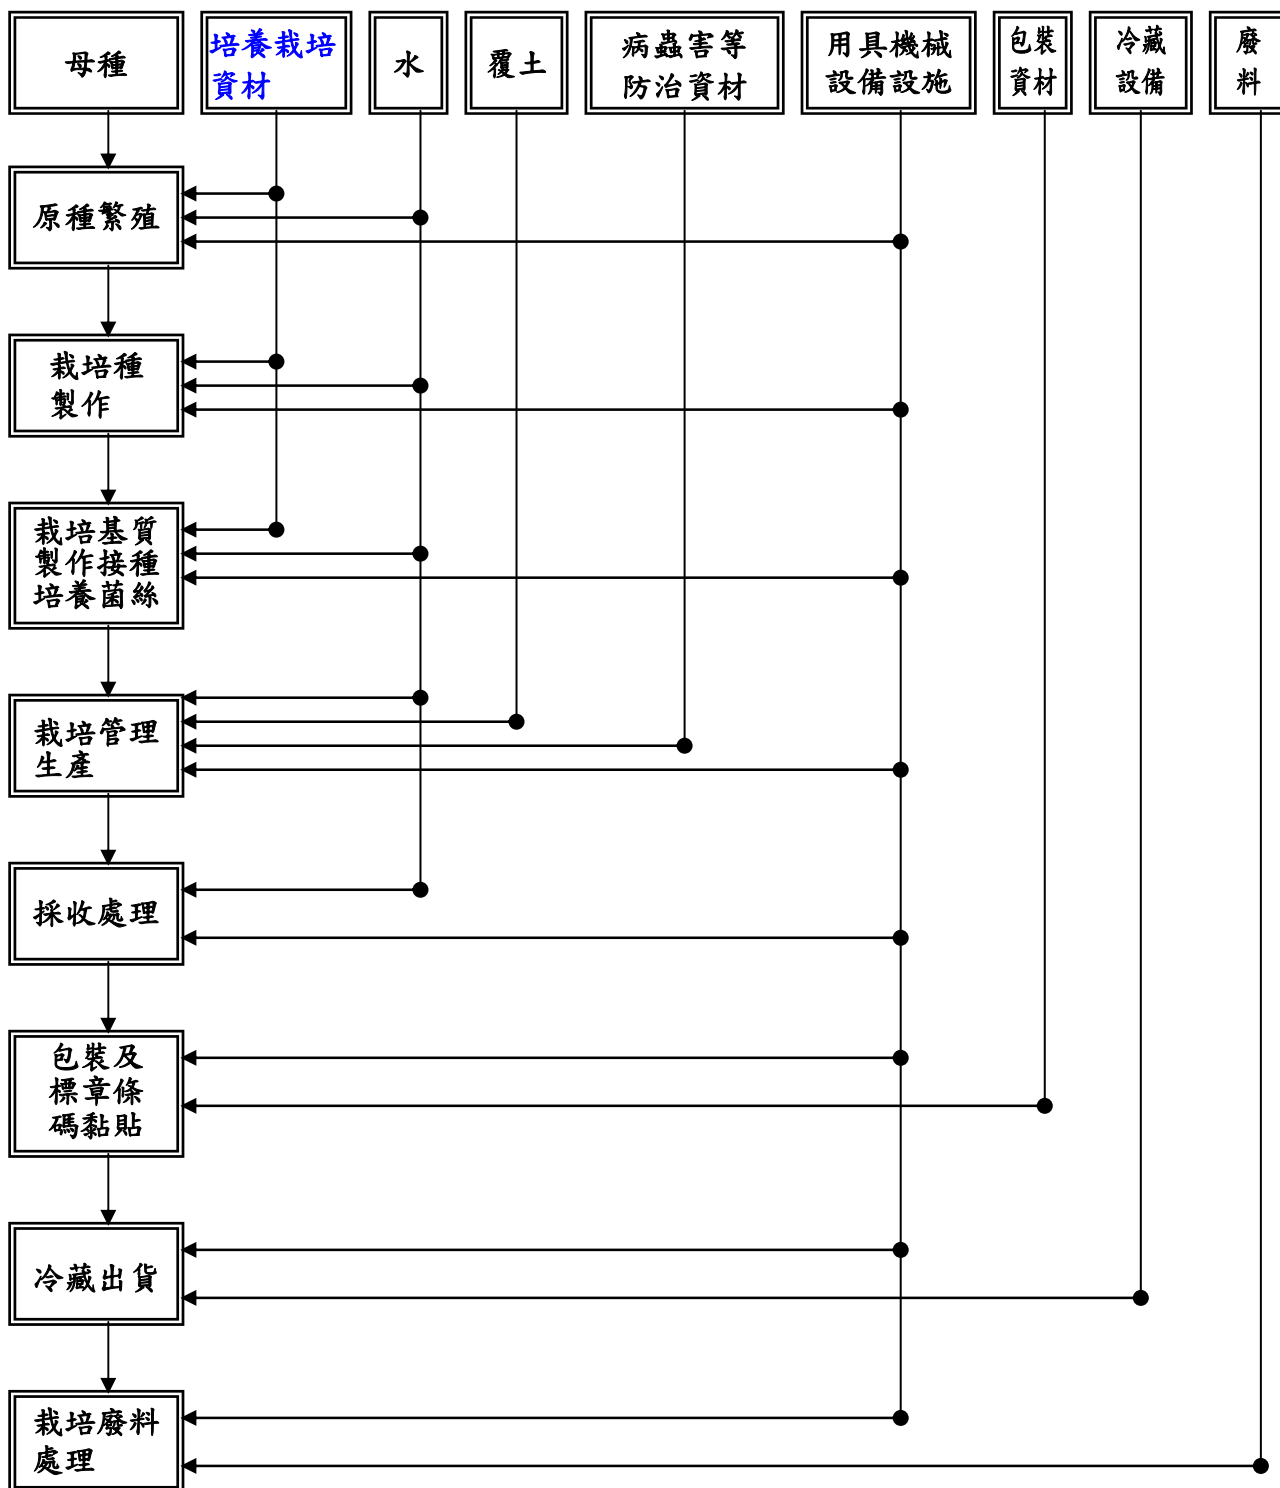 母種
培養栽培
資材
水
覆土
病蟲害等
防治資材
用具機械
設備設施
包裝
資材
冷藏
設備
廢
料
原種繁殖
栽培種
製作
栽培基質
製作接種
培養菌絲
栽培管理
生產
採收處理
包裝及
標章條
碼黏貼
冷藏出貨
栽培廢料
處理